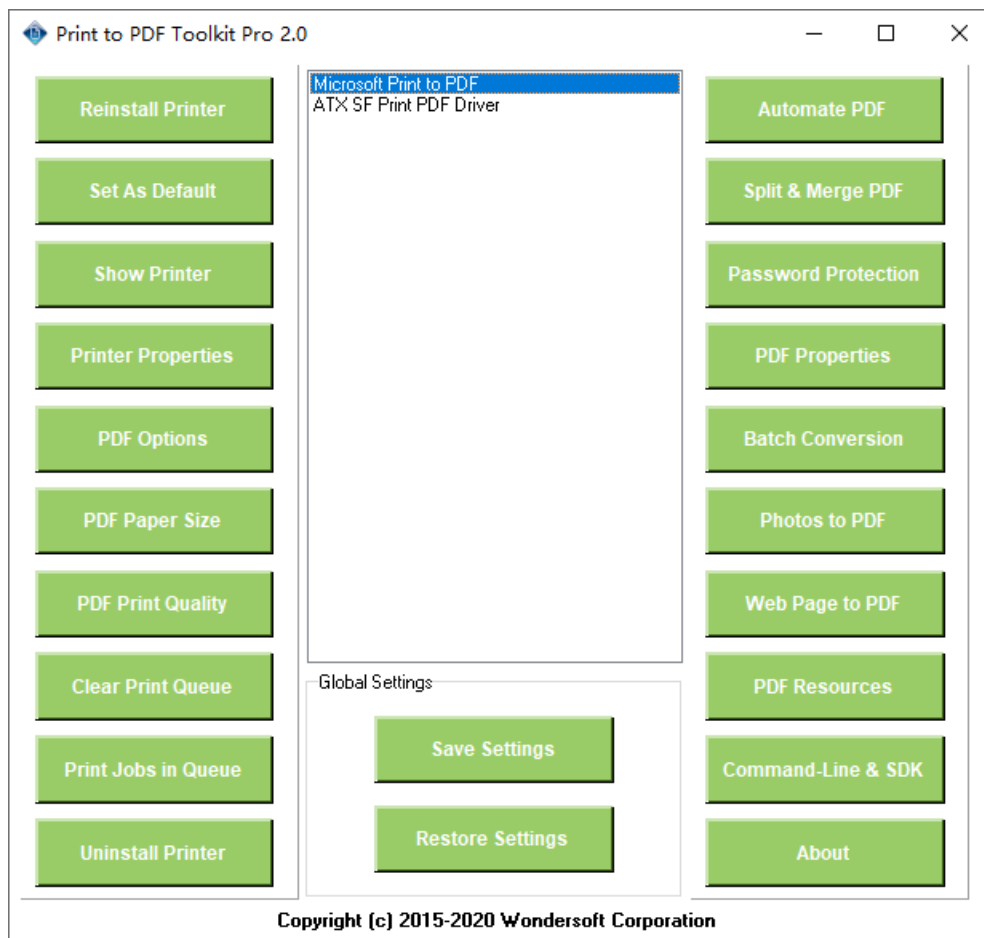 Print to PDF Toolkit Pro 2.0
Reinstall Printer
Set As Default
Show Printer
Printer Properties
PDF Options
PDF Paper Size
PDF Print Quality
Clear Print Queue
Print Jobs in Queue
Uninstall Printer
Microsoft Print to PDF
ATX SF Print PDF Driver
Global Settings
Save Settings
Restore Settings
Automate PDF
Split & Merge PDF
Password Protection
PDF Properties
Batch Conversion
Photos to PDF
Web Page to PDF
PDF Resources
Command-Line & SDK
About
Copyright (c) 2015-2020 Wondersoft Corporation